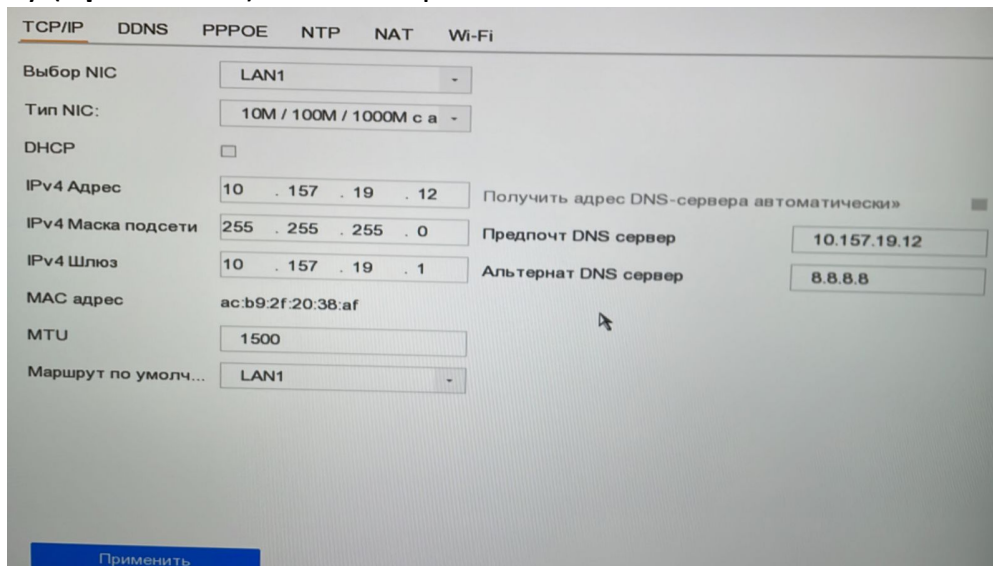 TCP/IP DDNS PPPOE NTP NAT Wi-Fi
Выбор NIC LAN1
Тип NIC: 10M / 100M / 1000M с а
DHCP
IPv4 Адрес 10 . 157 . 19 . 12
Получить адрес DNS-сервера автоматически»
IPv4 Маска подсети 255 . 255 . 255 . 0
Предпочт DNS сервер 10.157.19.12
IPv4 Шлюз 10 . 157 . 19 . 1
Альтернат DNS сервер 8.8.8.8
МАС адрес ac:b9:2f:20:38:af
MTU 1500
Маршрут по умолч... LAN1
Применить